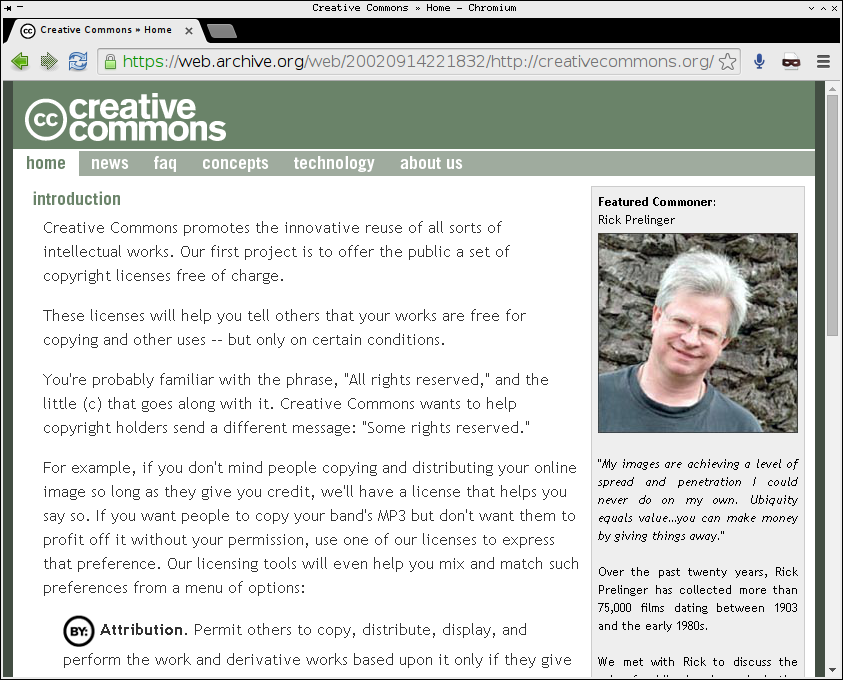 Creative Commons » Home - Chromium
Creative Commons » Home
https://web.archive.org/web/20020914221832/http://creativecommons.org/
cc creative
commons
home news faq concepts technology about us
introduction
Creative Commons promotes the innovative reuse of all sorts of
intellectual works. Our first project is to offer the public a set of
copyright licenses free of charge.
These licenses will help you tell others that your works are free for
copying and other uses -- but only on certain conditions.
You're probably familiar with the phrase, "All rights reserved," and the
little (c) that goes along with it. Creative Commons wants to help
copyright holders send a different message: "Some rights reserved."
For example, if you don't mind people copying and distributing your online
image so long as they give you credit, we'll have a license that helps you
say so. If you want people to copy your band's MP3 but don't want them to
profit off it without your permission, use one of our licenses to express
that preference. Our licensing tools will even help you mix and match such
preferences from a menu of options:
BY: Attribution. Permit others to copy, distribute, display, and
perform the work and derivative works based upon it only if they give
Featured Commoner:
Rick Prelinger
"My images are achieving a level of
spread and penetration I could
never do on my own. Ubiquity
equals value...you can make money
by giving things away."
Over the past twenty years, Rick
Prelinger has collected more than
75,000 films dating between 1903
and the early 1980s.
We met with Rick to discuss the